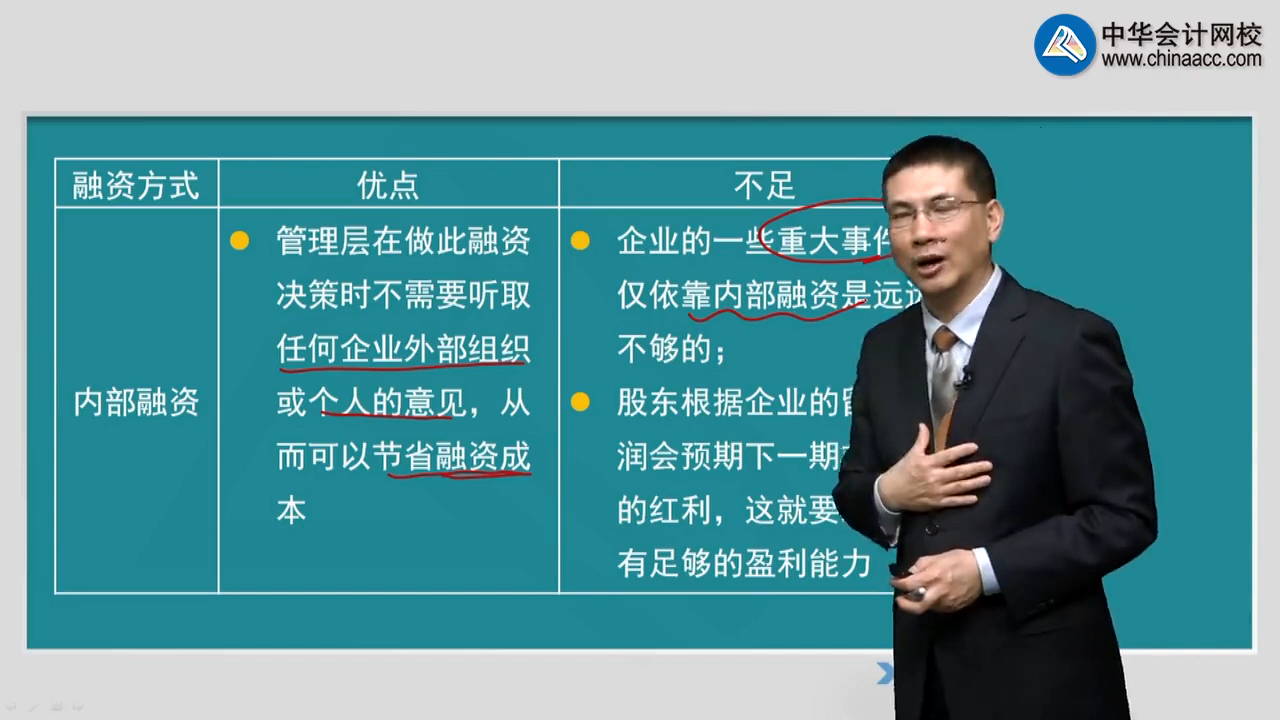 中华会计网校
www.chinaacc.com
融资方式 优点 不足
内部融资
管理层在做此融资
决策时不需要听取
任何企业外部组织
或个人的意见，从
而可以节省融资成
本
企业的一些重大事件
仅依靠内部融资是远远
不够的；
股东根据企业的留
润会预期下一期
的红利，这就要
有足够的盈利能力